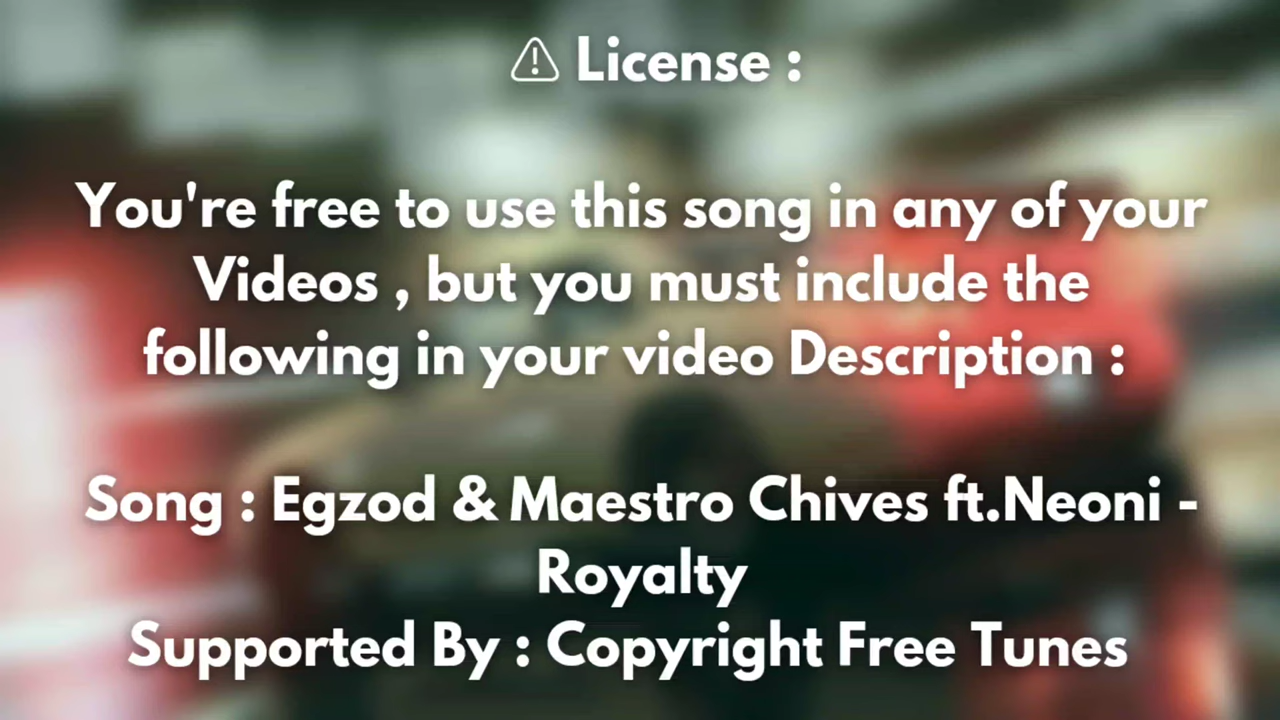 ⚠ License :
You're free to use this song in any of your
Videos , but you must include the
following in your video Description :
Song : Egzod & Maestro Chives ft.Neoni -
Royalty
Supported By : Copyright Free Tunes